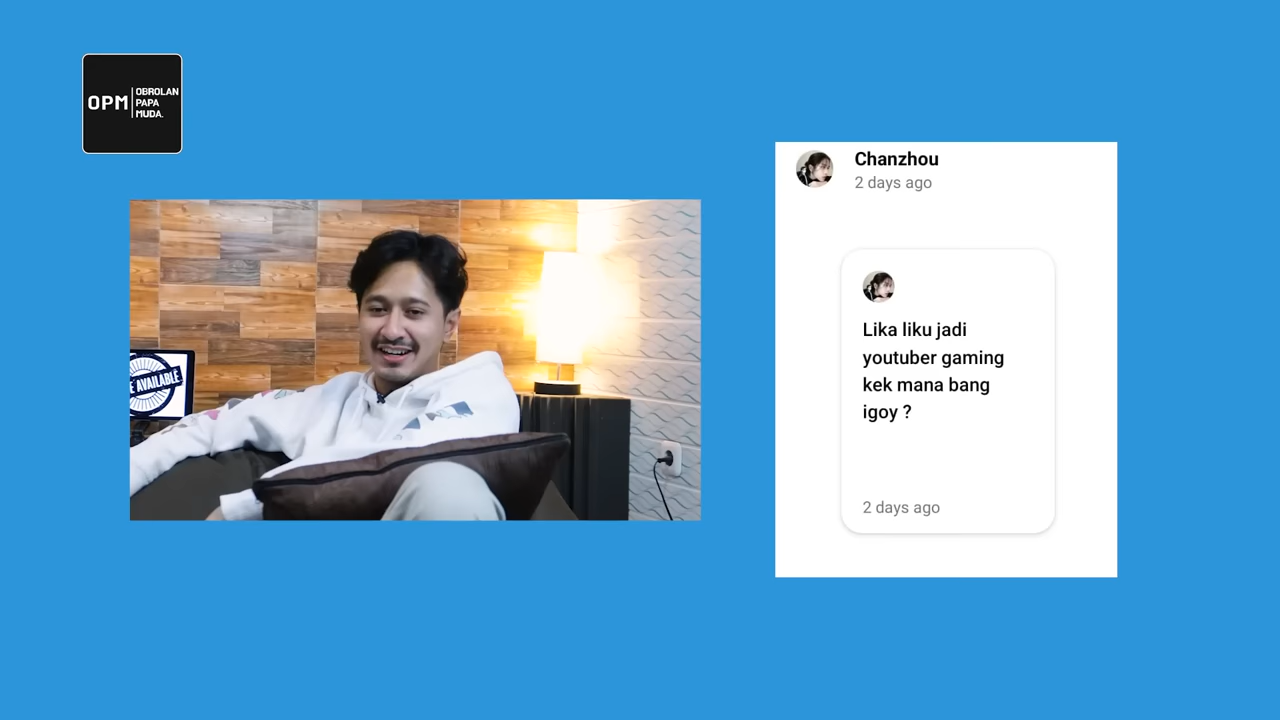 OPM
OBROLAN
PAPA
MUDA.
E AVAILABLE
Chanzhou
2 days ago
Lika liku jadi
youtuber gaming
kek mana bang
igoy ?
2 days ago